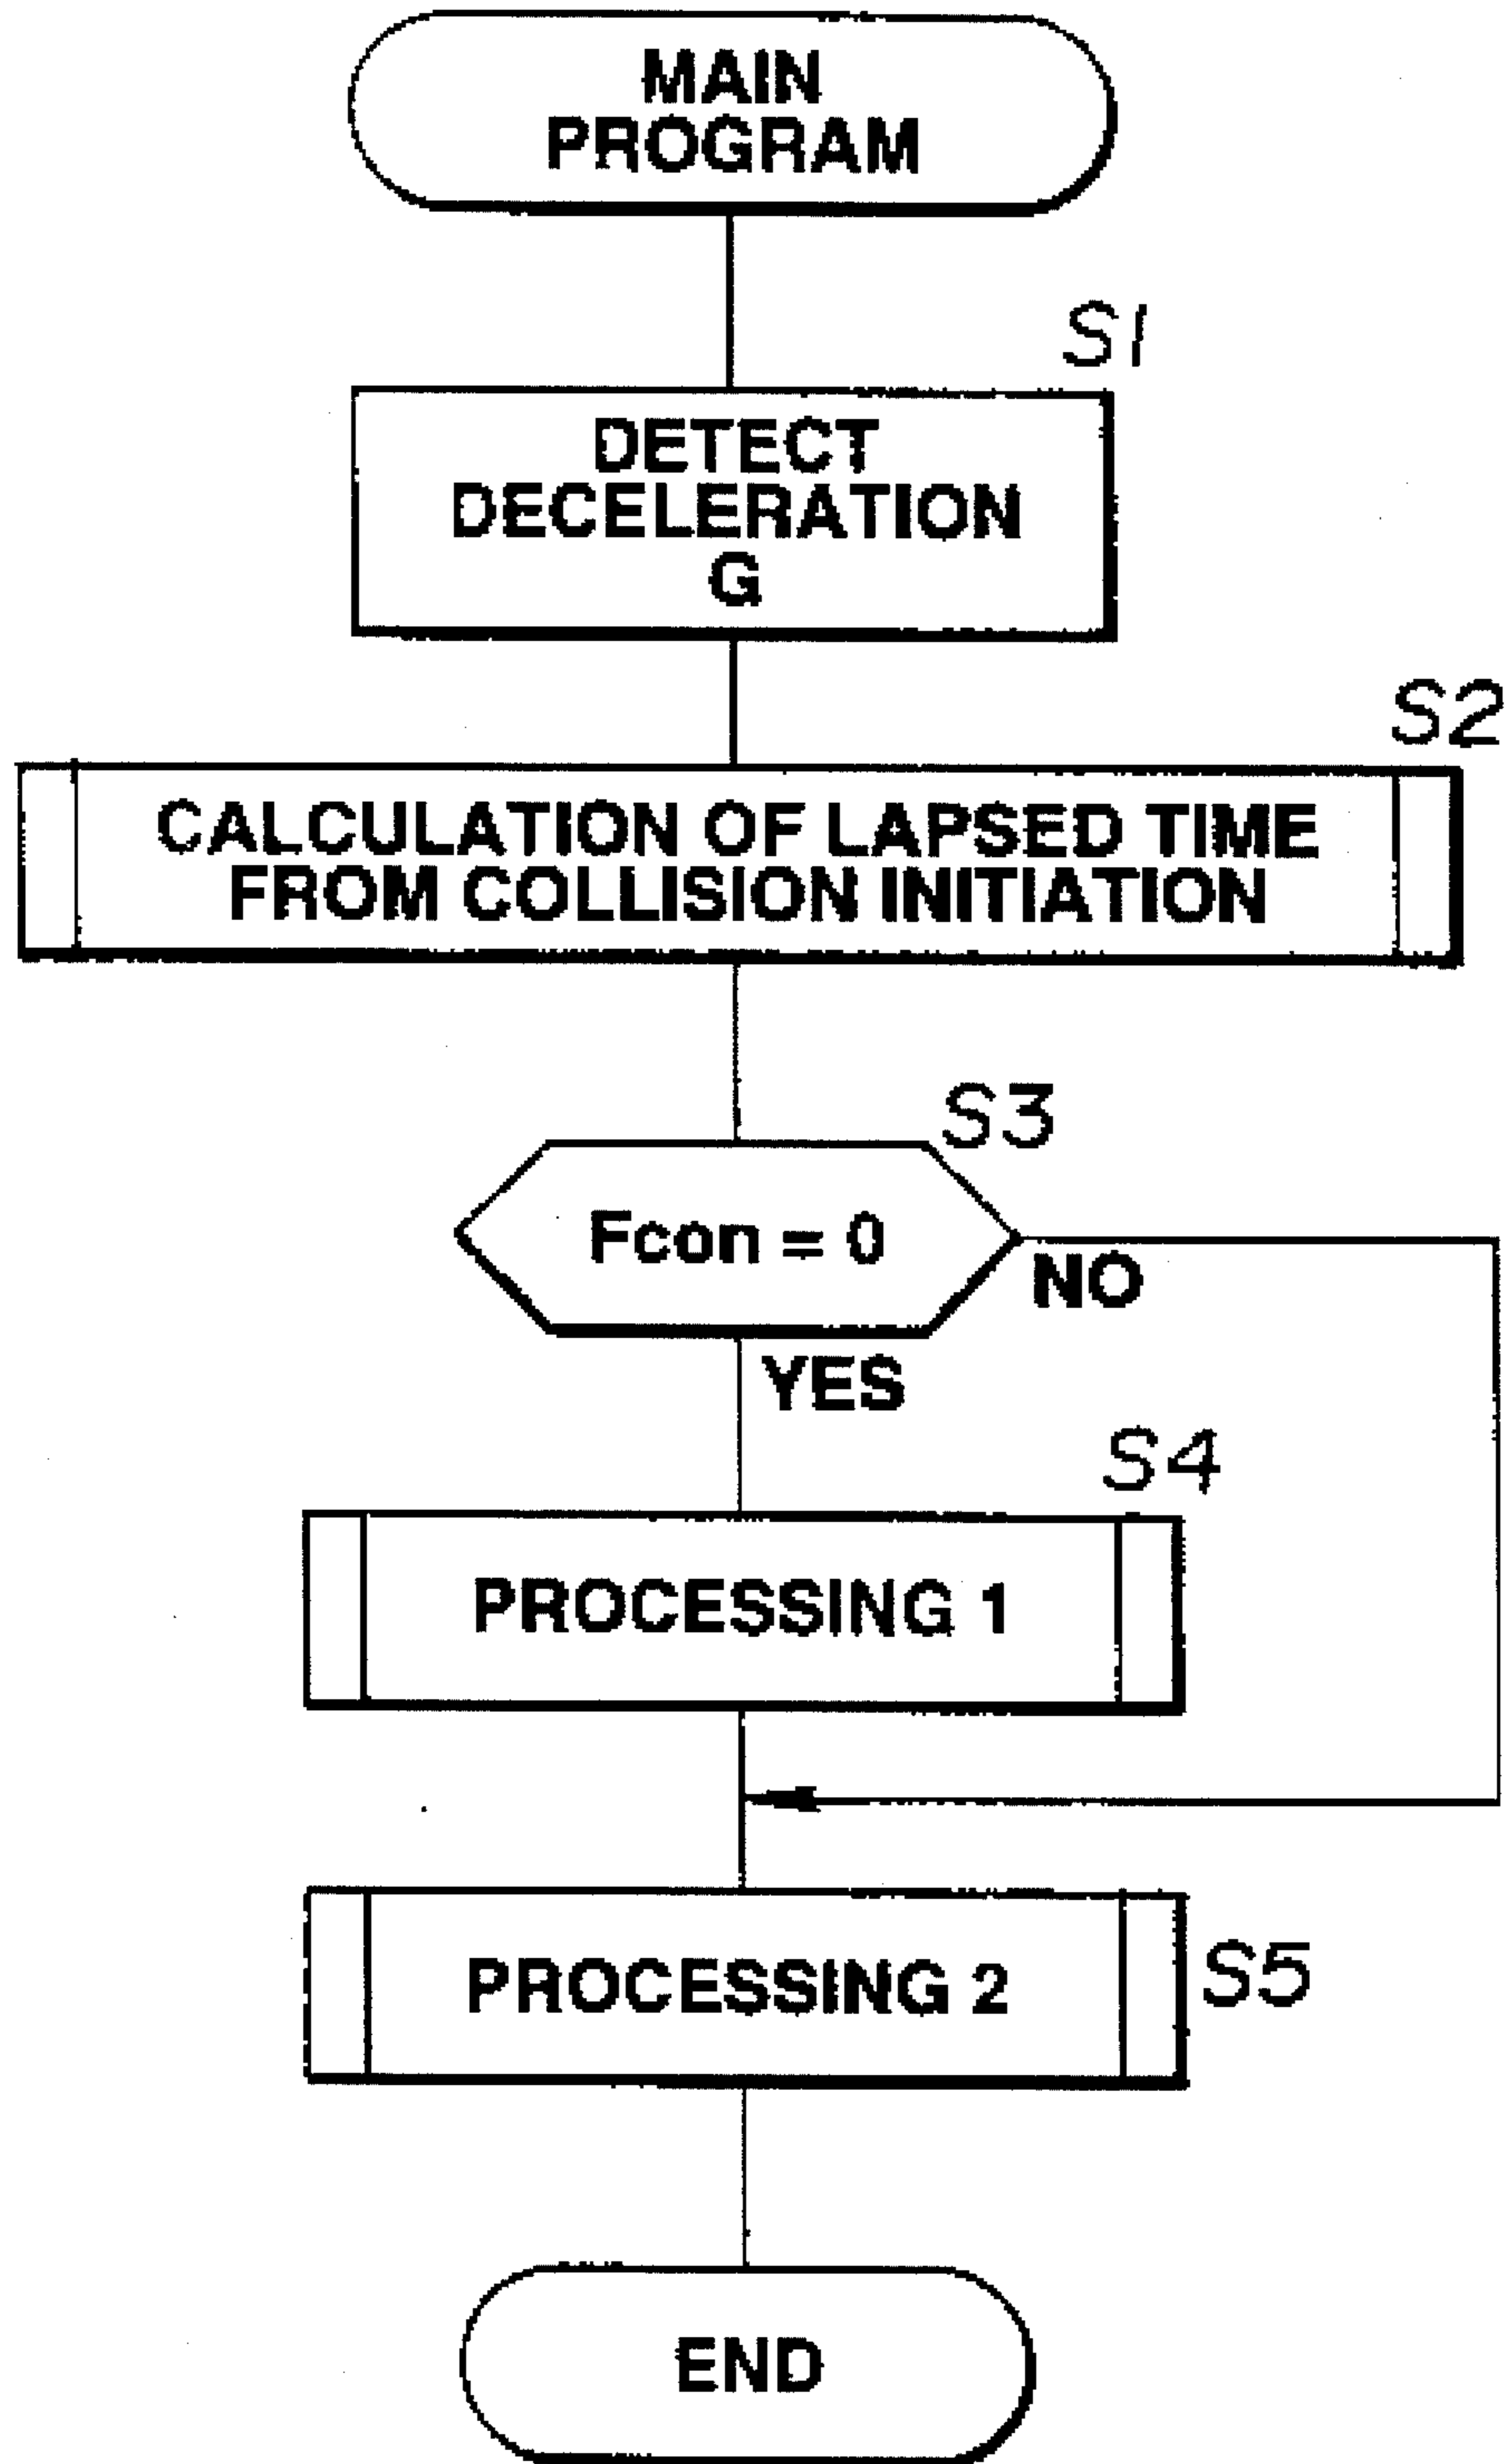 MAIN
PROGRAM
S1
DETECT
DECELERATION
G
S2
CALCULATION OF LAPSED TIME
FROM COLLISION INITIATION
S3
Fcon = 0
NO
YES
S4
PROCESSING 1
PROCESSING 2
S5
END